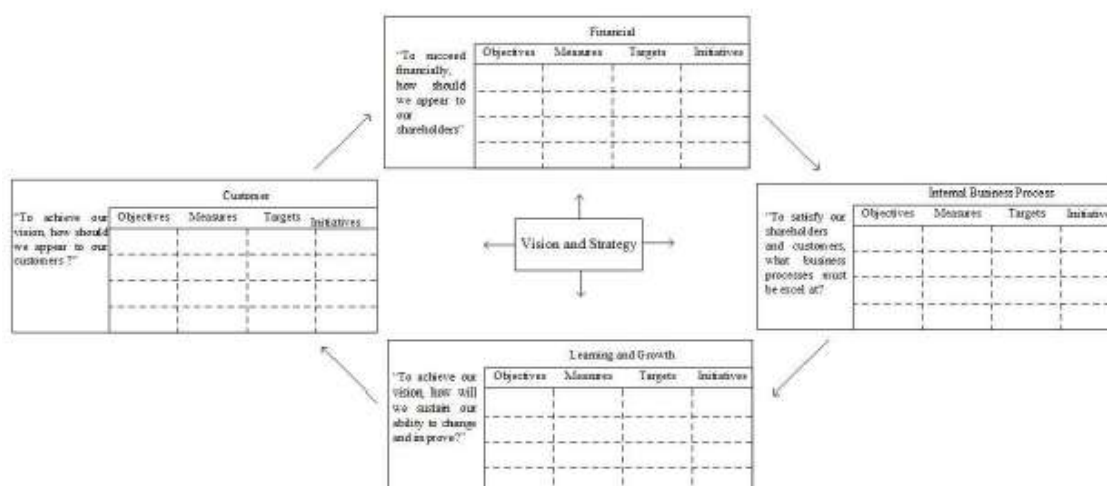 Financial
"To succeed
financially,
how should
we appear to
our
shareholders"
Objectives Measures Targets Initiatives
Customer
"To achieve our
vision, how should
we appear to our
customers ?"
Objectives Measures Targets Initiatives
Vision and Strategy
Internal Business Process
"To satisfy our
shareholders
and customers,
what business
processes must
be excel at?
Objectives Measures Targets Initiative
Learning and Growth
"To achieve our
vision, how will
we sustain our
ability to change
and improve?"
Objectives Measures Targets Initiatives